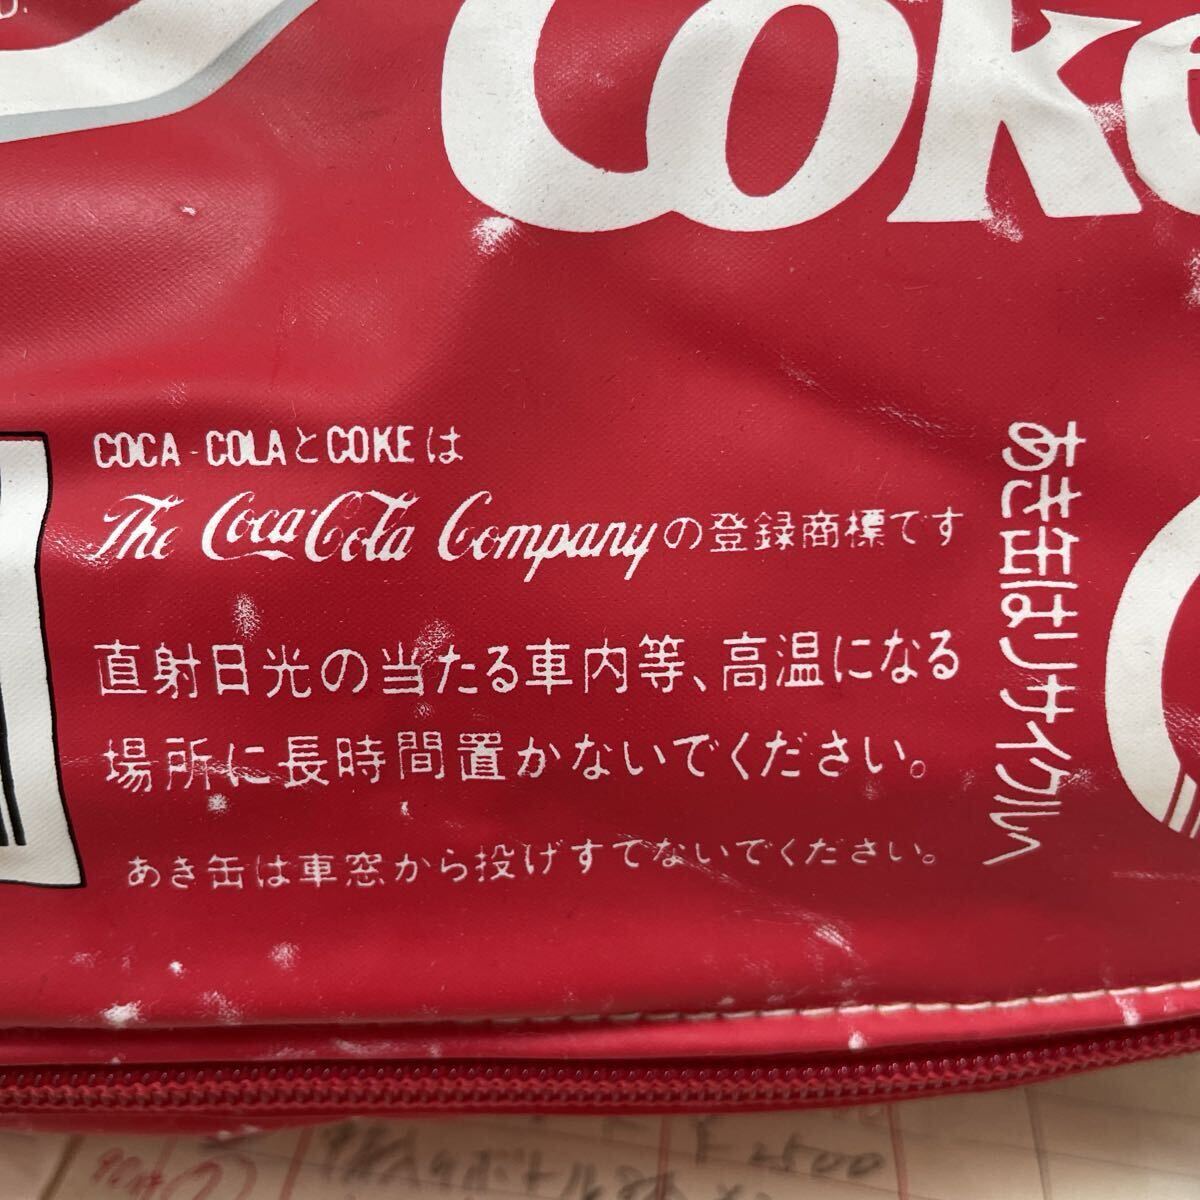 D.
Coke
COCA-COLAとCOKEは
The Coca-Cola Companyの登録商標です
直射日光の当たる車内等、高温になる
場所に長時間置かないでください。
あき缶は車窓から投げすてないでください。
あき缶はリサイクルへ